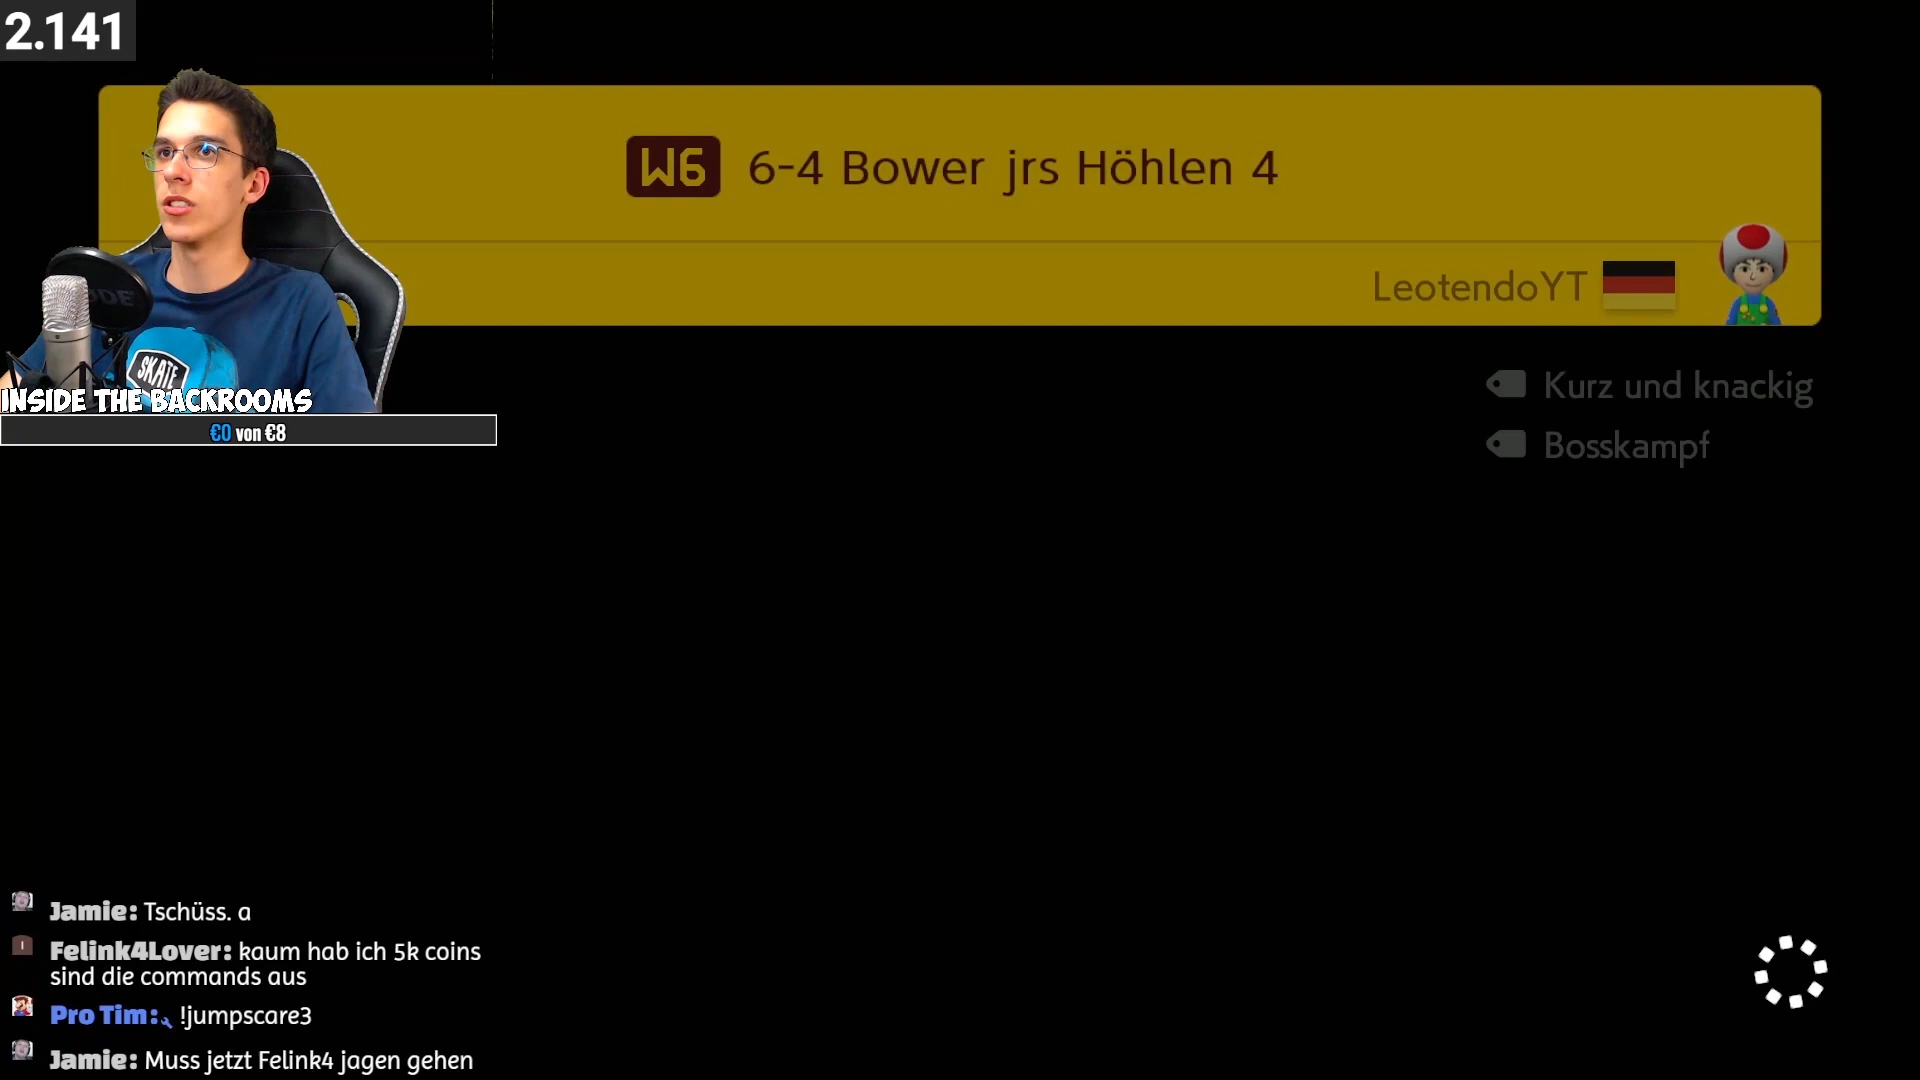 2.141
W6 6-4 Bower jrs Höhlen 4
LeotendoYT
Kurz und knackig
Bosskampf
SKATE
INSIDE THE BACKROOMS
€0 von €8
Jamie: Tschüss. a
Felink4Lover: kaum hab ich 5k coins
sind die commands aus
Pro Tim: !jumpscare3
Jamie: Muss jetzt Felink4 jagen gehen